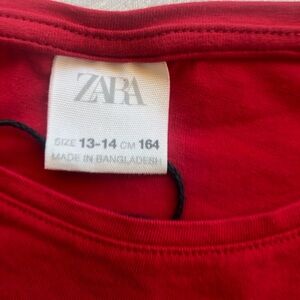 ZARA
SIZE 13-14 CM 164
MADE IN BANGLADESH